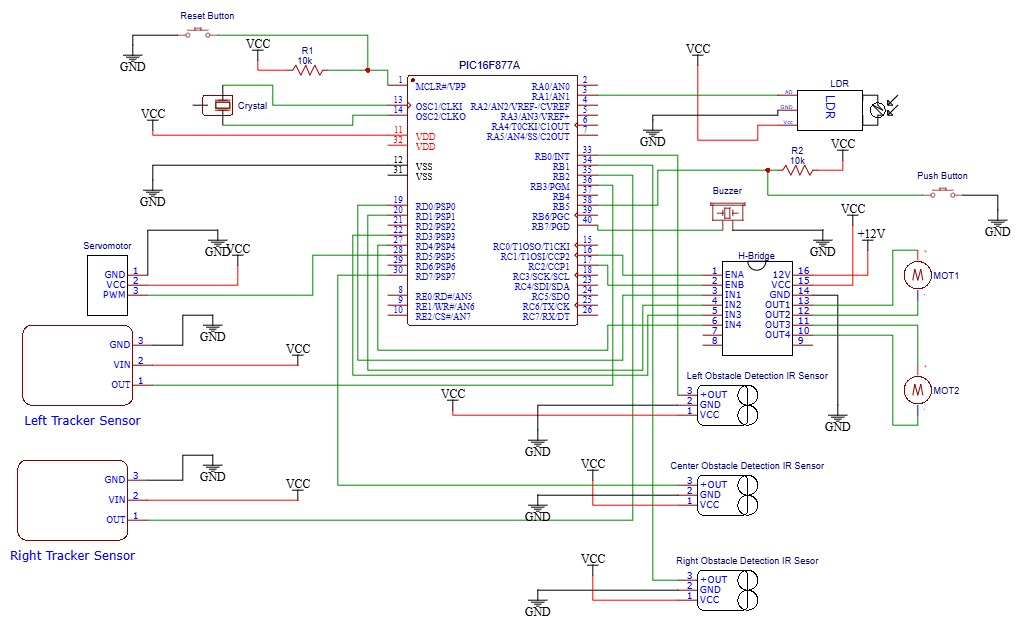 Reset Button
GND
VCC
R1
10k
PIC16F877A
1 MCLR#/VPP
13 OSC1/CLKI
14 OSC2/CLKO
11 VDD
32 VDD
12 VSS
31 VSS
19 RD0/PSP0
20 RD1/PSP1
21 RD2/PSP2
22 RD3/PSP3
27 RD4/PSP4
28 RD5/PSP5
29 RD6/PSP6
30 RD7/PSP7
8 RE0/RD#/AN5
9 RE1/WR#/AN6
10 RE2/CS#/AN7
RA0/AN0 2
RA1/AN1 3
RA2/AN2/VREF-/CVREF 4
RA3/AN3/VREF+ 5
RA4/T0CKI/C1OUT 6
RA5/AN4/SS/C2OUT 7
RB0/INT 33
RB1 34
RB2 35
RB3/PGM 36
RB4 37
RB5 38
RB6/PGC 39
RB7/PGD 40
RC0/T1OSO/T1CKI 15
RC1/T1OSI/CCP2 16
RC2/CCP1 17
RC3/SCK/SCL 18
RC4/SDI/SDA 23
RC5/SDO 24
RC6/TX/CK 25
RC7/RX/DT 26
Crystal
VCC
GND
VCC
LDR
AO
GND
Vcc
LDR
GND
R2
10k
VCC
Push Button
GND
Buzzer
GND
VCC
+12V
H-Bridge
1 ENA
2 ENB
3 IN1
4 IN2
5 IN3
6 IN4
7
8
12V 16
VCC 15
GND 14
OUT1 13
OUT2 12
OUT3 11
OUT4 10
9
+
M
MOT1
-
+
M
MOT2
-
GND
Servomotor
GND 1
VCC 2
PWM 3
GND
VCC
GND 3
VIN 2
OUT 1
GND
VCC
Left Tracker Sensor
GND 3
VIN 2
OUT 1
GND
VCC
Right Tracker Sensor
Left Obstacle Detection IR Sensor
3 +OUT
2 GND
1 VCC
VCC
GND
Center Obstacle Detection IR Sensor
3 +OUT
2 GND
1 VCC
VCC
GND
Right Obstacle Detection IR Sesor
3 +OUT
2 GND
1 VCC
VCC
GND